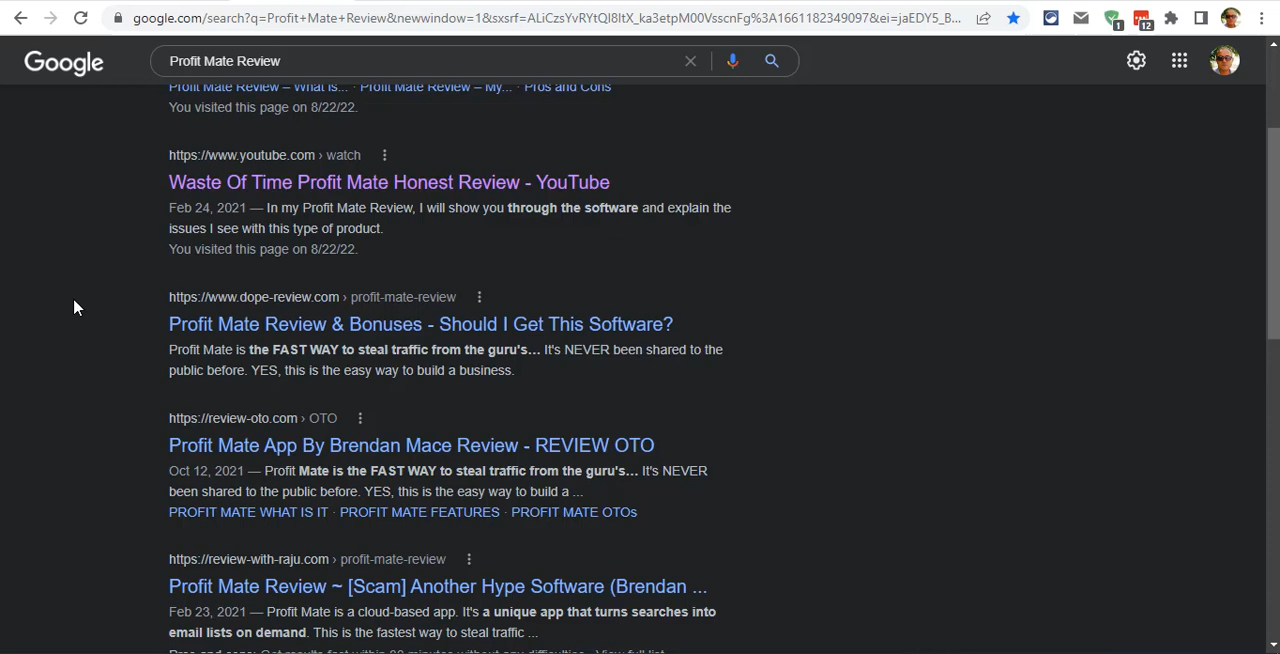 google.com/search?q=Profit+Mate+Review&newwindow=1&sxsrf=ALiCzsYvRYtQl8ItX_ka3etpM00VsscnFg%3A1661182349097&ei=jaEDY5_B...
1
12
Google
Profit Mate Review
Profit Mate Review – What is... · Profit Mate Review – My... · Pros and Cons
You visited this page on 8/22/22.
https://www.youtube.com › watch
Waste Of Time Profit Mate Honest Review - YouTube
Feb 24, 2021 — In my Profit Mate Review, I will show you through the software and explain the
issues I see with this type of product.
You visited this page on 8/22/22.
https://www.dope-review.com › profit-mate-review
Profit Mate Review & Bonuses - Should I Get This Software?
Profit Mate is the FAST WAY to steal traffic from the guru's... It's NEVER been shared to the
public before. YES, this is the easy way to build a business.
https://review-oto.com › OTO
Profit Mate App By Brendan Mace Review - REVIEW OTO
Oct 12, 2021 — Profit Mate is the FAST WAY to steal traffic from the guru's... It's NEVER
been shared to the public before. YES, this is the easy way to build a ...
PROFIT MATE WHAT IS IT · PROFIT MATE FEATURES · PROFIT MATE OTOs
https://review-with-raju.com › profit-mate-review
Profit Mate Review ~ [Scam] Another Hype Software (Brendan ...
Feb 23, 2021 — Profit Mate is a cloud-based app. It's a unique app that turns searches into
email lists on demand. This is the fastest way to steal traffic ...